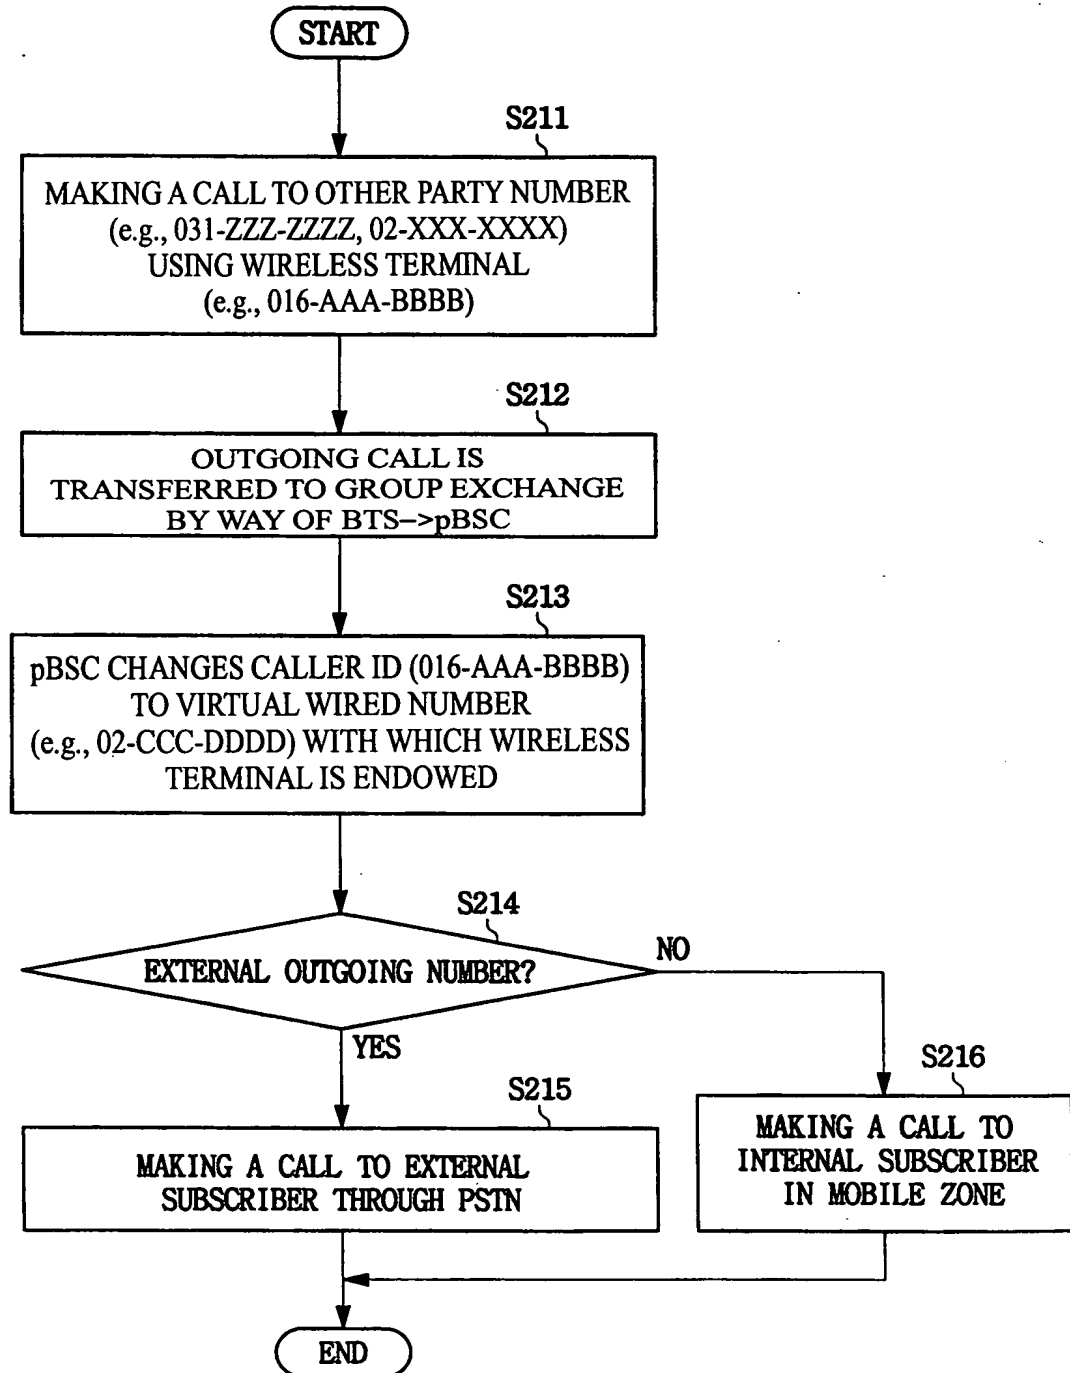 START
S211
MAKING A CALL TO OTHER PARTY NUMBER
(e.g., 031-ZZZ-ZZZZ, 02-XXX-XXXX)
USING WIRELESS TERMINAL
(e.g., 016-AAA-BBBB)
S212
OUTGOING CALL IS
TRANSFERRED TO GROUP EXCHANGE
BY WAY OF BTS->pBSC
S213
pBSC CHANGES CALLER ID (016-AAA-BBBB)
TO VIRTUAL WIRED NUMBER
(e.g., 02-CCC-DDDD) WITH WHICH WIRELESS
TERMINAL IS ENDOWED
S214
EXTERNAL OUTGOING NUMBER?
NO
YES
S216
MAKING A CALL TO
INTERNAL SUBSCRIBER
IN MOBILE ZONE
S215
MAKING A CALL TO EXTERNAL
SUBSCRIBER THROUGH PSTN
END